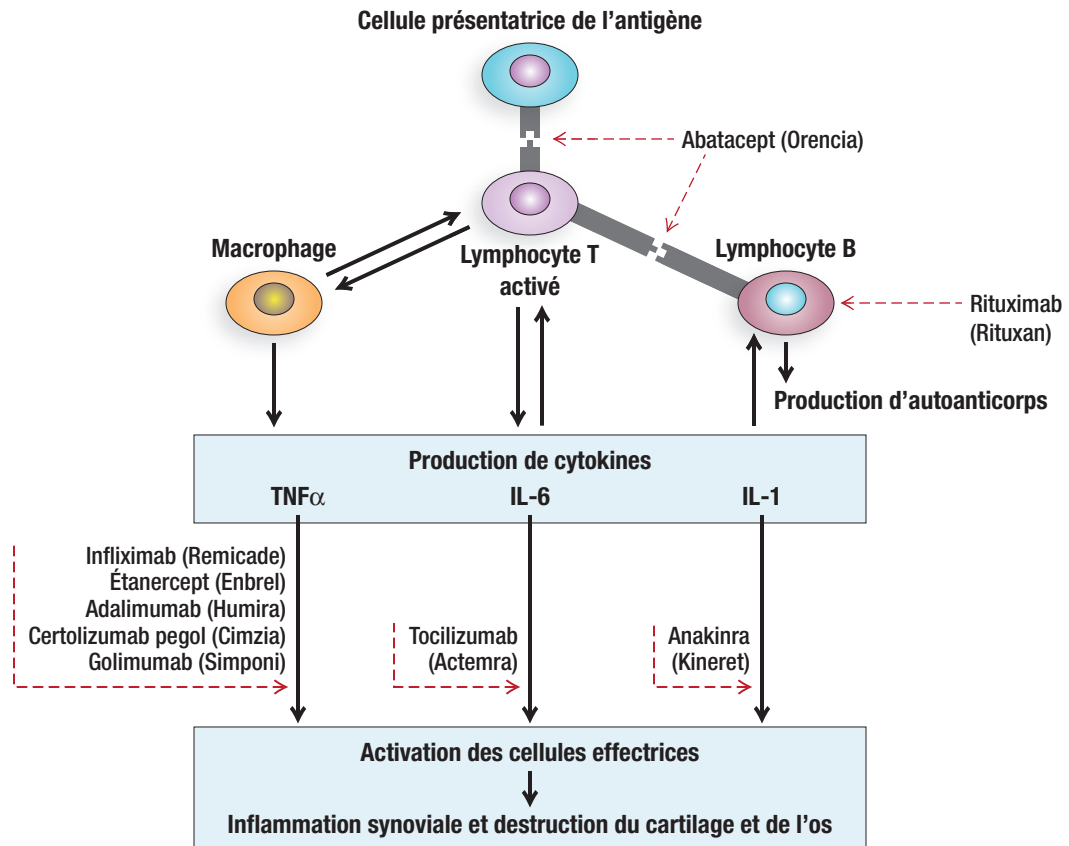 Cellule présentatrice de l'antigène
Abatacept (Orencia)
Macrophage
Lymphocyte T
activé
Lymphocyte B
Rituximab
(Rituxan)
Production d'autoanticorps
Production de cytokines
TNFα
IL-6
IL-1
Infliximab (Remicade)
Étanercept (Enbrel)
Adalimumab (Humira)
Certolizumab pegol (Cimzia)
Golimumab (Simponi)
Tocilizumab
(Actemra)
Anakinra
(Kineret)
Activation des cellules effectrices
Inflammation synoviale et destruction du cartilage et de l'os